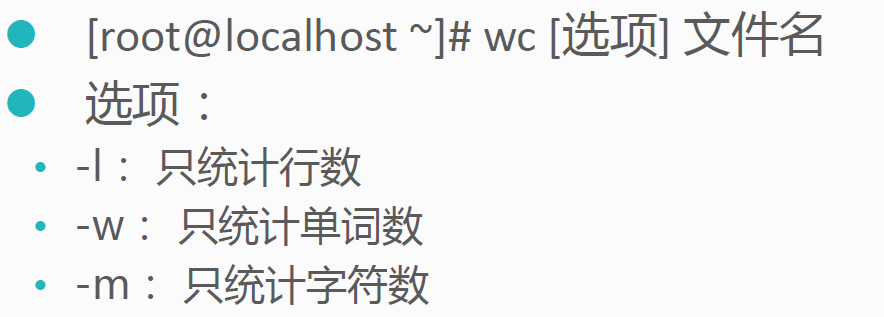 [root@localhost ~]# wc [选项] 文件名
选项：
-l： 只统计行数
-w： 只统计单词数
-m： 只统计字符数